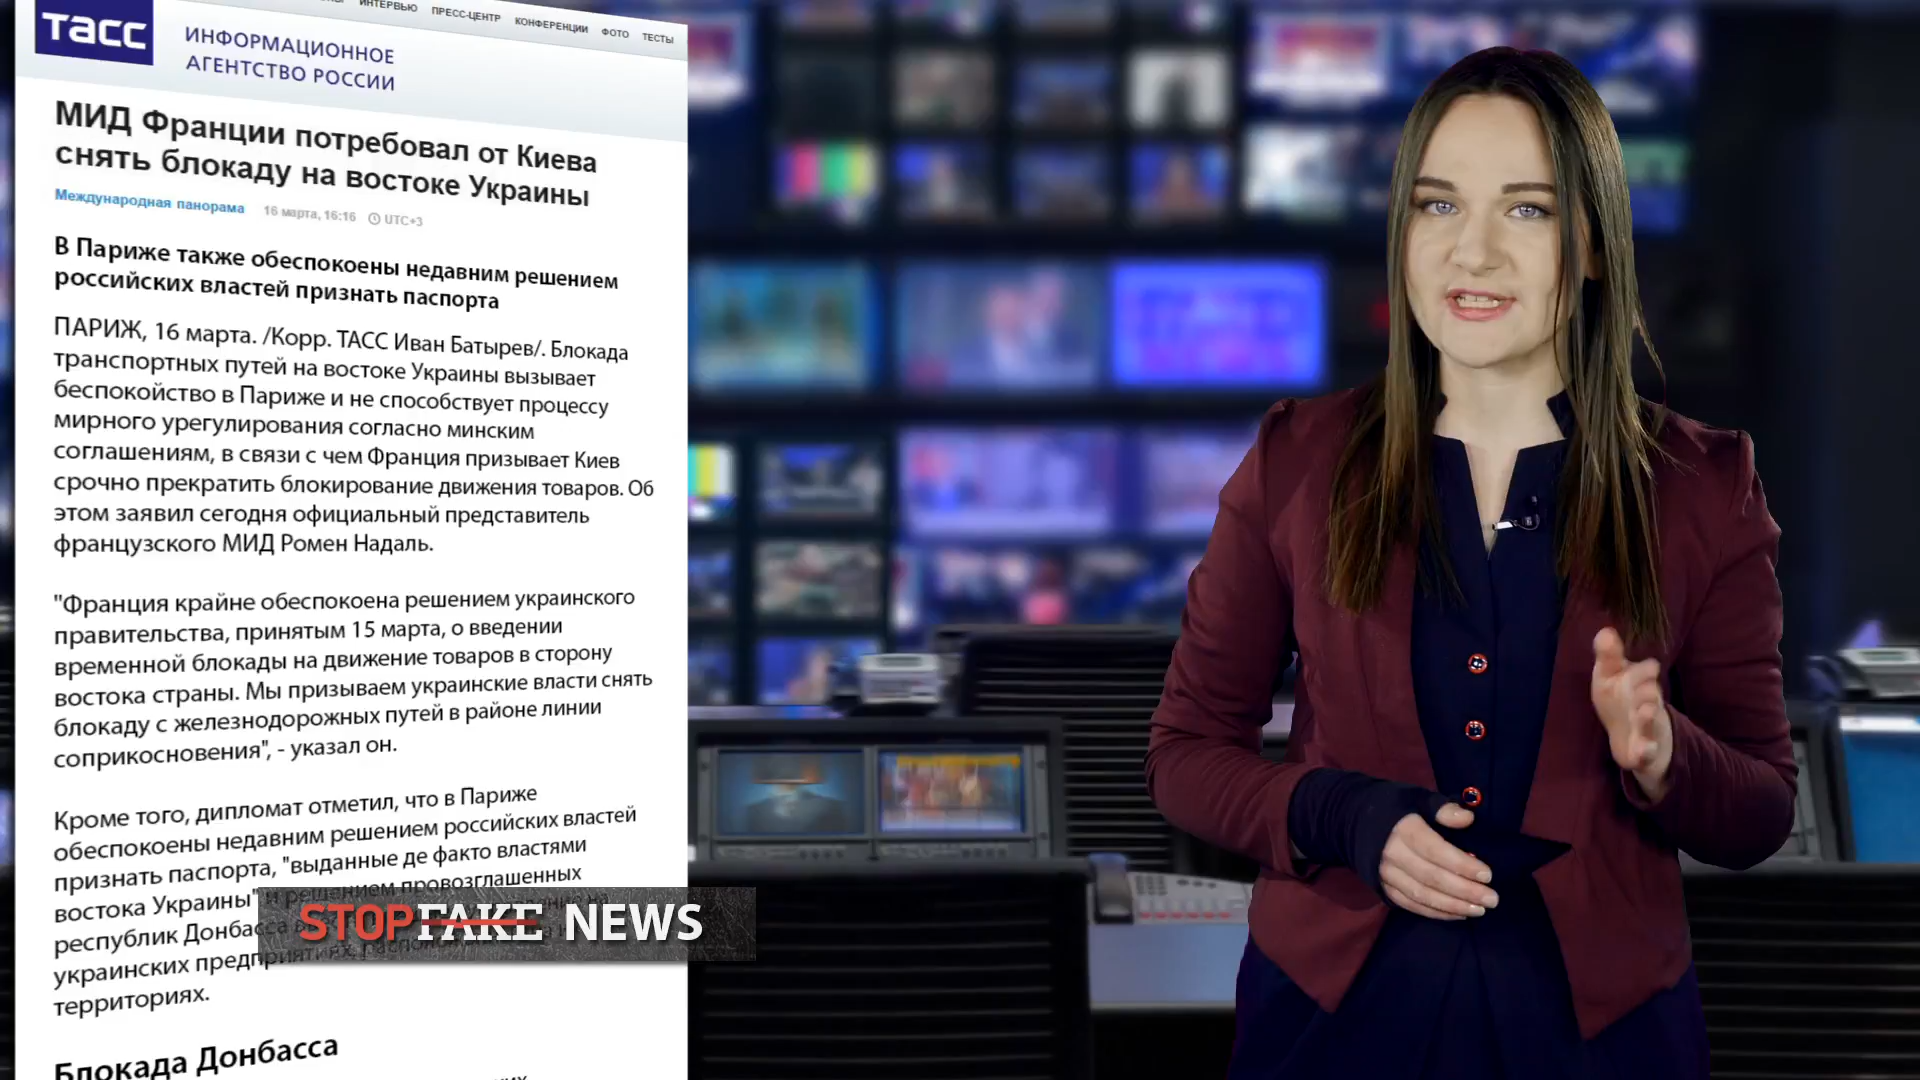 ИНТЕРВЬЮ ПРЕСС-ЦЕНТР КОНФЕРЕНЦИИ ФОТО ТЕСТЫ
ТАСС
ИНФОРМАЦИОННОЕ
АГЕНТСТВО РОССИИ
МИД Франции потребовал от Киева
снять блокаду на востоке Украины
Международная панорама 16 марта, 16:16 UTC+3
В Париже также обеспокоены недавним решением
российских властей признать паспорта
ПАРИЖ, 16 марта. /Корр. ТАСС Иван Батырев/. Блокада
транспортных путей на востоке Украины вызывает
беспокойство в Париже и не способствует процессу
мирного урегулирования согласно минским
соглашениям, в связи с чем Франция призывает Киев
срочно прекратить блокирование движения товаров. Об
этом заявил сегодня официальный представитель
французского МИД Ромен Надаль.
"Франция крайне обеспокоена решением украинского
правительства, принятым 15 марта, о введении
временной блокады на движение товаров в сторону
востока страны. Мы призываем украинские власти снять
блокаду с железнодорожных путей в районе линии
соприкосновения", - указал он.
Кроме того, дипломат отметил, что в Париже
обеспокоены недавним решением российских властей
признать паспорта, "выданные де факто властями
востока Украины" и решением провозглашенных
республик Донбасса
украинских предприятиях,
территориях.
Блокада Донбасса
STOPFAKE NEWS